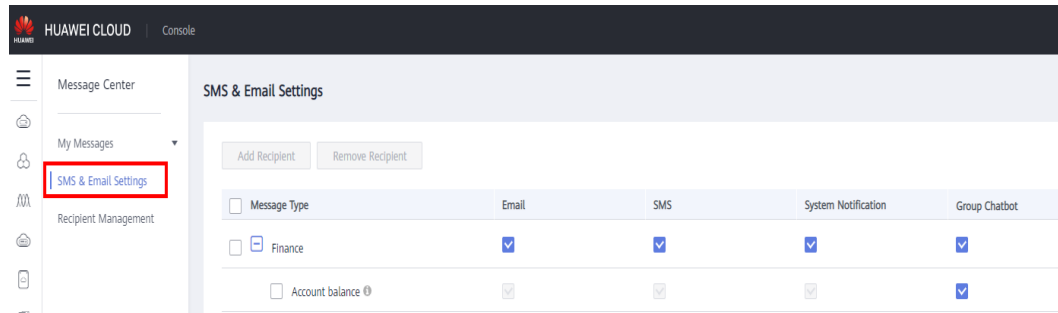 HUAWEI
HUAWEI CLOUD | Console
Message Center
My Messages
SMS & Email Settings
Recipient Management
SMS & Email Settings
Add Recipient Remove Recipient
Message Type Email SMS System Notification Group Chatbot
Finance
Account balance